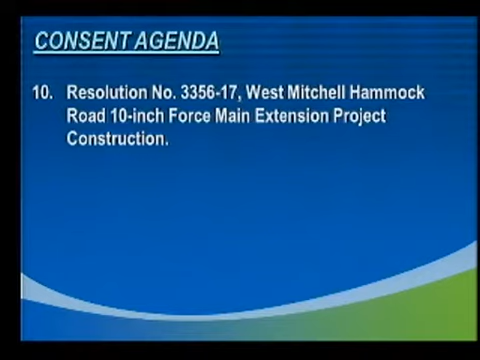 CONSENT AGENDA
10. Resolution No. 3356-17, West Mitchell Hammock
Road 10-inch Force Main Extension Project
Construction.